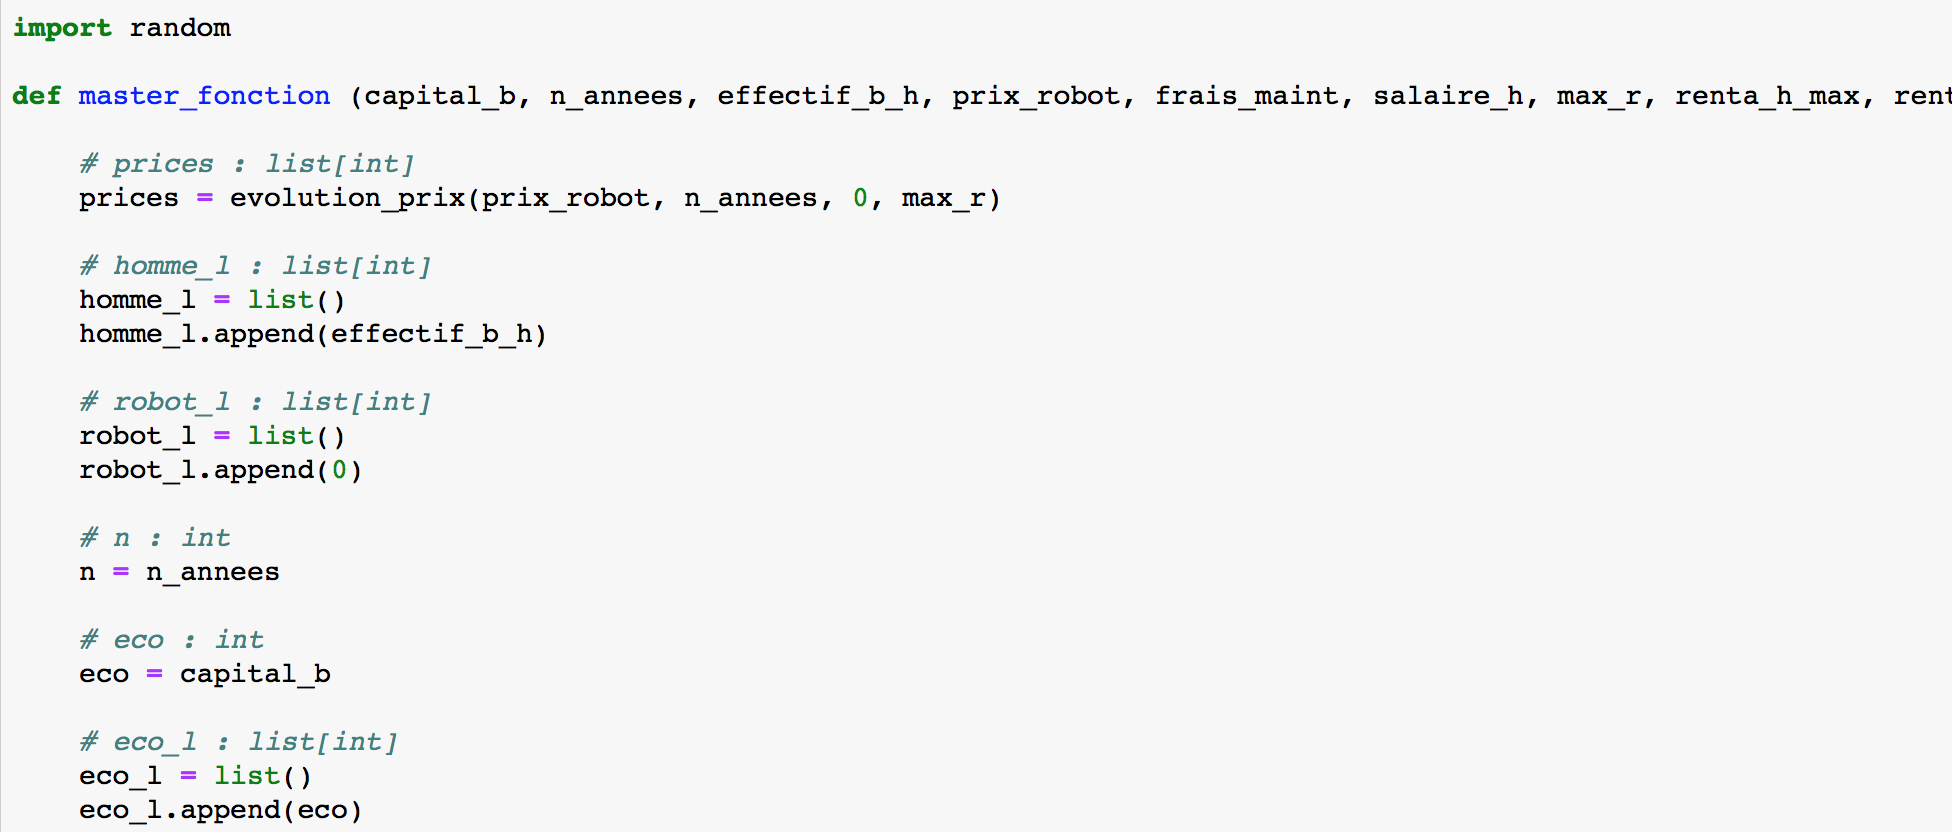 import random
def master_fonction (capital_b, n_annees, effectif_b_h, prix_robot, frais_maint, salaire_h, max_r, renta_h_max, rent
# prices : list[int]
prices = evolution_prix(prix_robot, n_annees, 0, max_r)
# homme_l : list[int]
homme_l = list()
homme_l.append(effectif_b_h)
# robot_l : list[int]
robot_l = list()
robot_l.append(0)
# n : int
n = n_annees
# eco : int
eco = capital_b
# eco_l : list[int]
eco_l = list()
eco_l.append(eco)